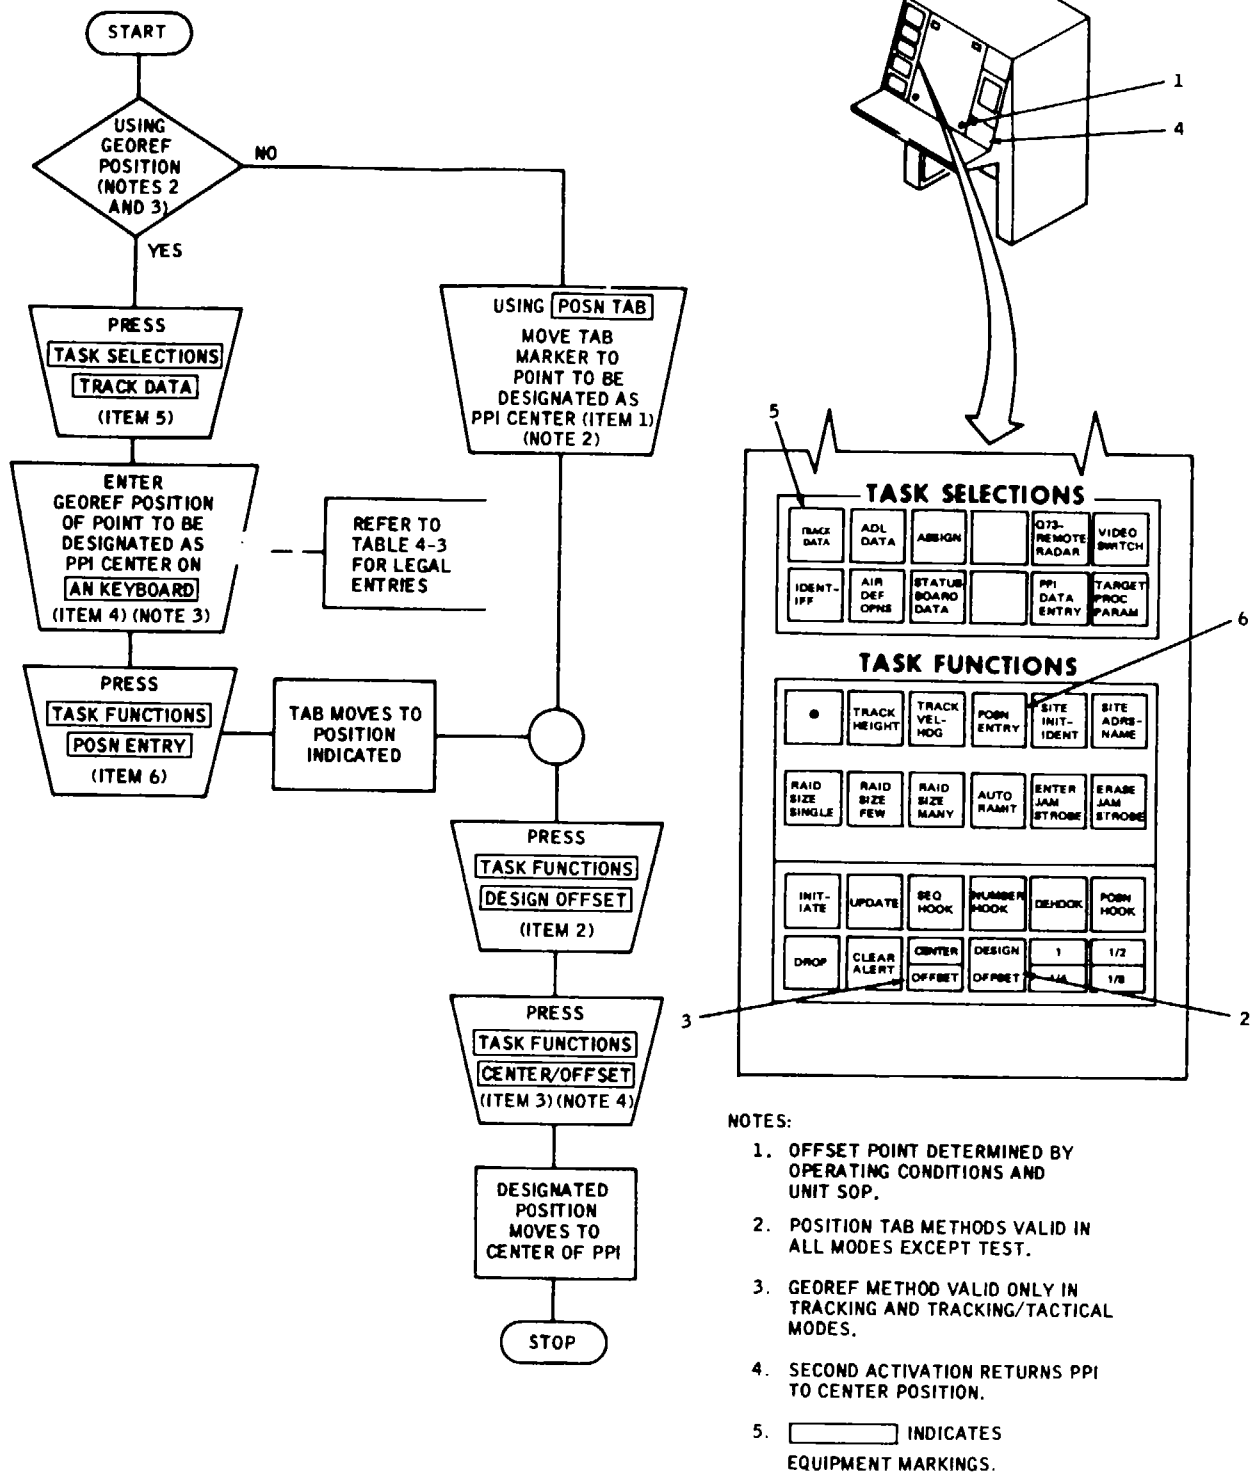 START
USING
GEOREF
POSITION
(NOTES 2
AND 3)
NO
YES
PRESS
TASK SELECTIONS
TRACK DATA
(ITEM 5)
ENTER
GEOREF POSITION
OF POINT TO BE
DESIGNATED AS
PPI CENTER ON
AN KEYBOARD
(ITEM 4) (NOTE 3)
REFER TO
TABLE 4-3
FOR LEGAL
ENTRIES
PRESS
TASK FUNCTIONS
POSN ENTRY
(ITEM 6)
TAB MOVES TO
POSITION
INDICATED
USING POSN TAB
MOVE TAB
MARKER TO
POINT TO BE
DESIGNATED AS
PPI CENTER (ITEM 1)
(NOTE 2)
PRESS
TASK FUNCTIONS
DESIGN OFFSET
(ITEM 2)
PRESS
TASK FUNCTIONS
CENTER/OFFSET
(ITEM 3) (NOTE 4)
DESIGNATED
POSITION
MOVES TO
CENTER OF PPI
STOP
1
4
5
TASK SELECTIONS
TRACK
DATA
ADL
DATA
ASSIGN
Q73-
REMOTE
RADAR
VIDEO
SWITCH
IDENT-
IFF
AIR
DEF
OPNS
STATUS
BOARD
DATA
PPI
DATA
ENTRY
TARGET
PROC
PARAM
6
TASK FUNCTIONS
TRACK
HEIGHT
TRACK
VEL-
HDG
POSN
ENTRY
SITE
INIT-
IDENT
SITE
ADRS-
NAME
RAID
SIZE
SINGLE
RAID
SIZE
FEW
RAID
SIZE
MANY
AUTO
RAMIT
ENTER
JAM
STROBE
ERASE
JAM
STROBE
INIT-
IATE
UPDATE
SEQ
HOOK
NUMBER
HOOK
DEHOOK
POSN
HOOK
DROP
CLEAR
ALERT
CENTER
OFFSET
DESIGN
OFFSET
1
1/4
1/2
1/8
3
2
NOTES:
1. OFFSET POINT DETERMINED BY
OPERATING CONDITIONS AND
UNIT SOP.
2. POSITION TAB METHODS VALID IN
ALL MODES EXCEPT TEST.
3. GEOREF METHOD VALID ONLY IN
TRACKING AND TRACKING/TACTICAL
MODES.
4. SECOND ACTIVATION RETURNS PPI
TO CENTER POSITION.
5. INDICATES
EQUIPMENT MARKINGS.